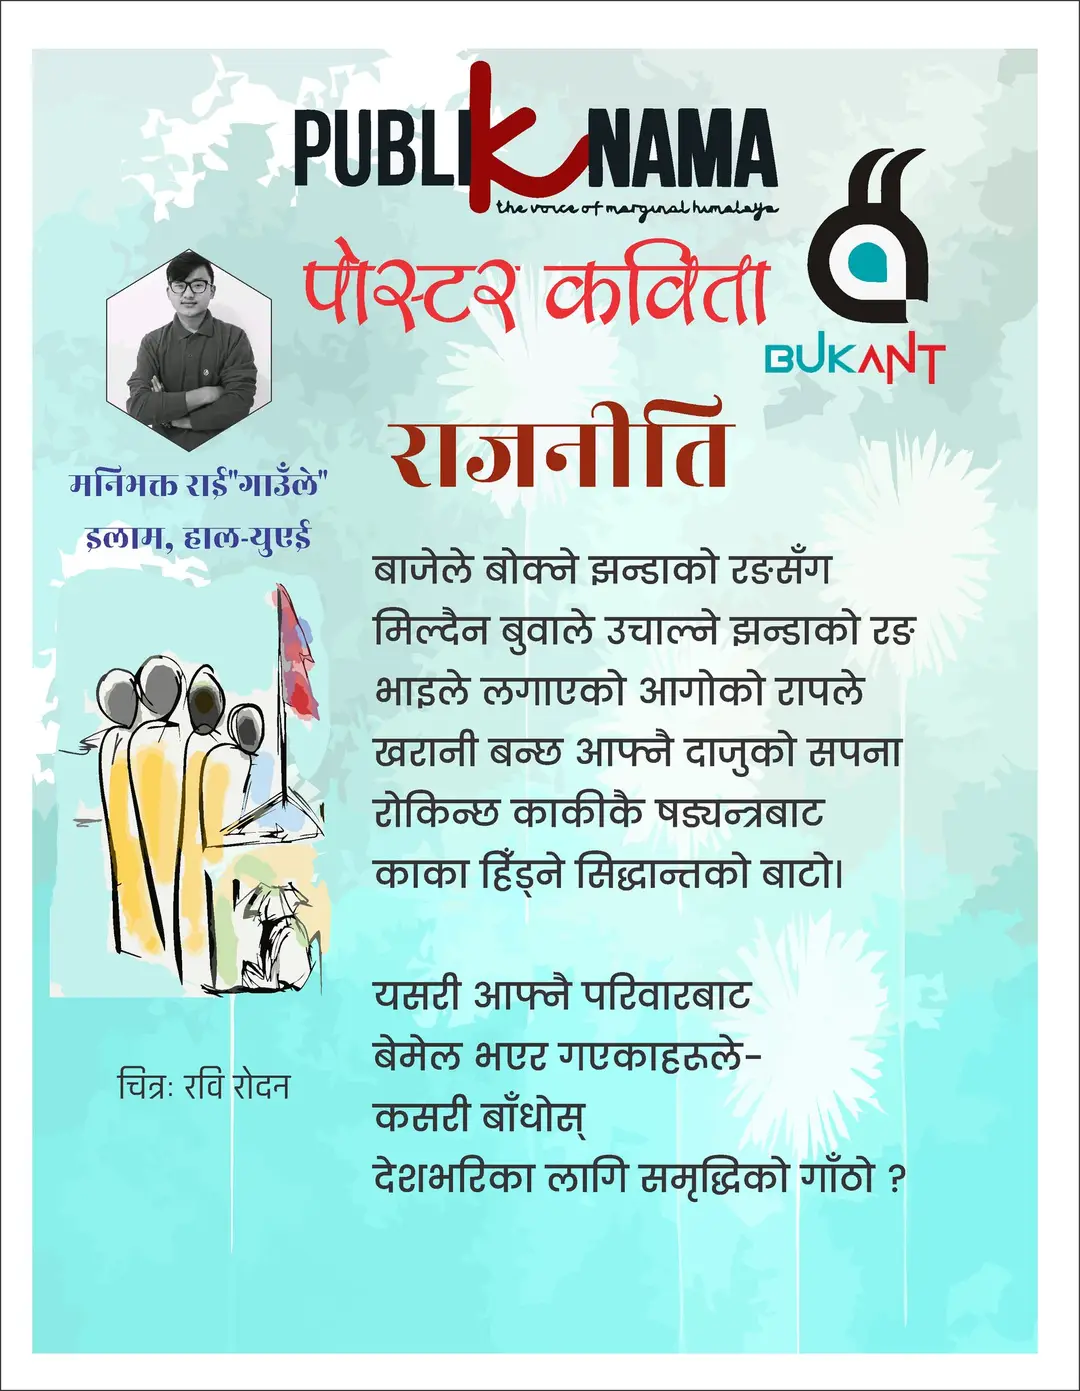 PUBLIKNAMA
the voice of marginal himalaya
पोस्टर कविता
BUKANT
राजनीति
मनिभक्त राई"गाउँले"
इलाम, हाल-युएई
बाजेले बोक्ने झन्डाको रङसँग
मिल्दैन बुवाले उचाल्ने झन्डाको रङ
भाइले लगाएको आगोको रापले
खरानी बन्छ आफ्नै दाजुको सपना
रोकिन्छ काकीकै षड्यन्त्रबाट
काका हिँड्ने सिद्धान्तको बाटो।
यसरी आफ्नै परिवारबाट
बेमेल भएर गएकाहरूले-
कसरी बाँधोस्
देशभरिका लागि समृद्धिको गाँठो ?
चित्रः रवि रोदन